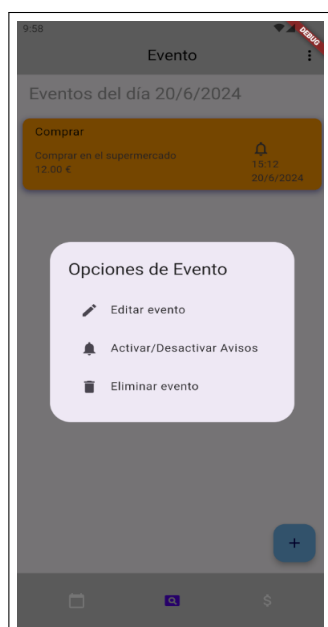 9:58
DEBUG
Evento
Eventos del día 20/6/2024
Comprar
Comprar en el supermercado
12.00 €
15:12
20/6/2024
Opciones de Evento
Editar evento
Activar/Desactivar Avisos
Eliminar evento
+
$